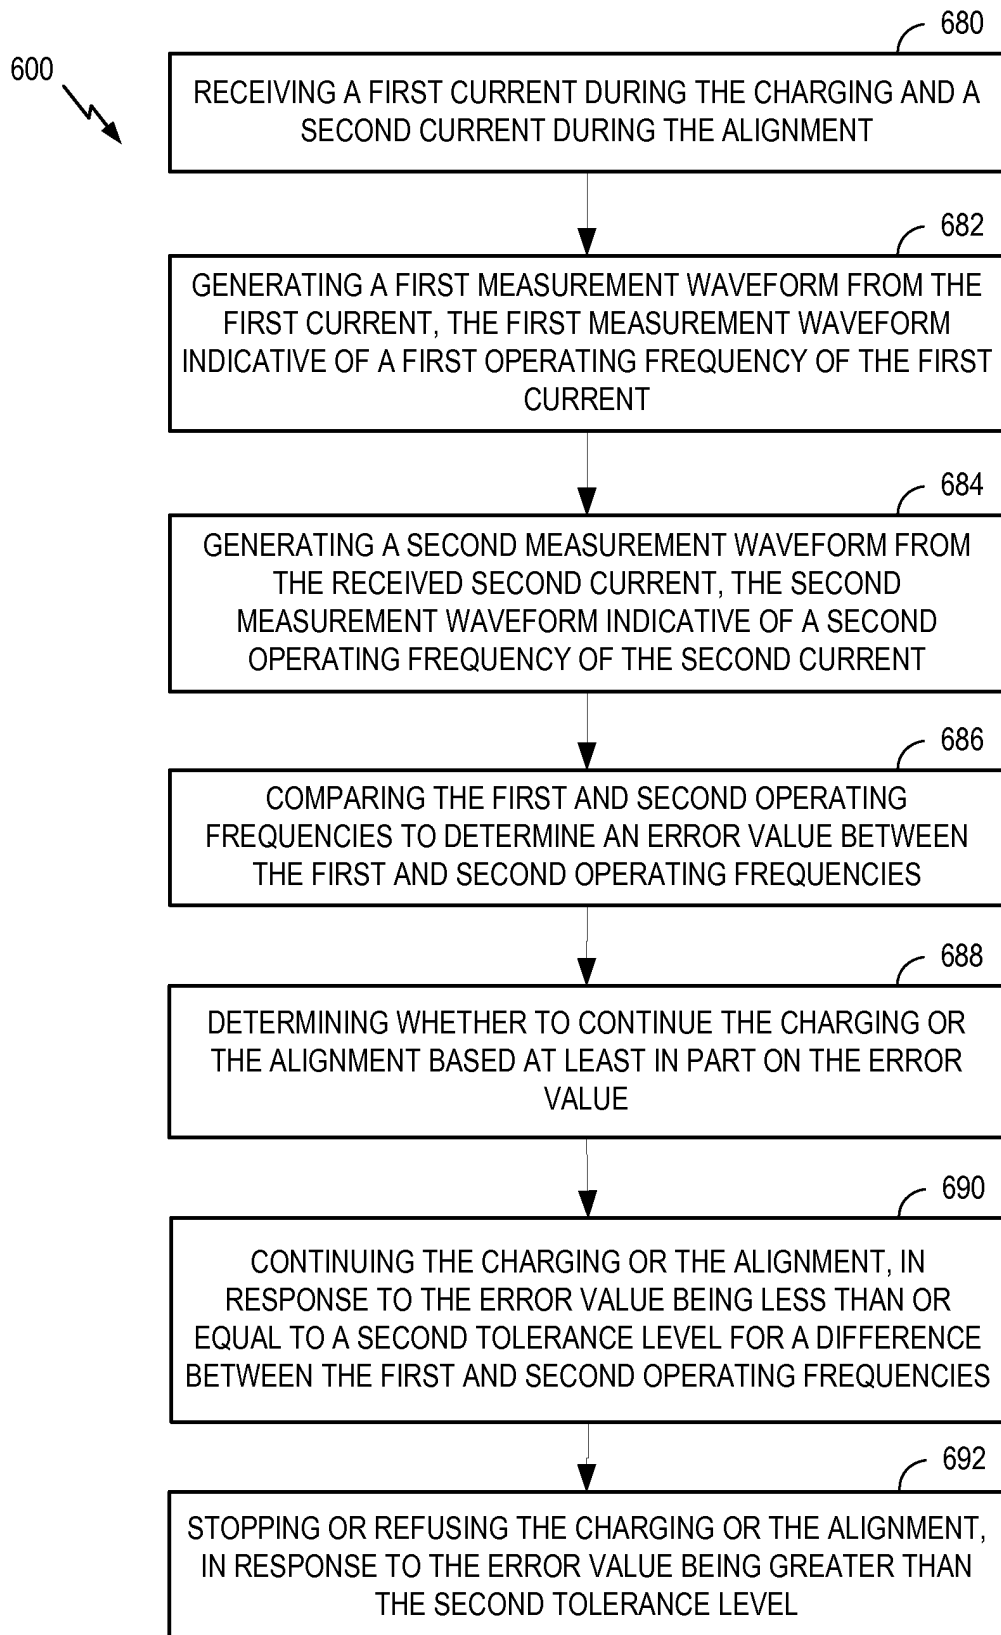 680
600
RECEIVING A FIRST CURRENT DURING THE CHARGING AND A
SECOND CURRENT DURING THE ALIGNMENT
682
GENERATING A FIRST MEASUREMENT WAVEFORM FROM THE
FIRST CURRENT, THE FIRST MEASUREMENT WAVEFORM
INDICATIVE OF A FIRST OPERATING FREQUENCY OF THE FIRST
CURRENT
684
GENERATING A SECOND MEASUREMENT WAVEFORM FROM
THE RECEIVED SECOND CURRENT, THE SECOND
MEASUREMENT WAVEFORM INDICATIVE OF A SECOND
OPERATING FREQUENCY OF THE SECOND CURRENT
686
COMPARING THE FIRST AND SECOND OPERATING
FREQUENCIES TO DETERMINE AN ERROR VALUE BETWEEN
THE FIRST AND SECOND OPERATING FREQUENCIES
688
DETERMINING WHETHER TO CONTINUE THE CHARGING OR
THE ALIGNMENT BASED AT LEAST IN PART ON THE ERROR
VALUE
690
CONTINUING THE CHARGING OR THE ALIGNMENT, IN
RESPONSE TO THE ERROR VALUE BEING LESS THAN OR
EQUAL TO A SECOND TOLERANCE LEVEL FOR A DIFFERENCE
BETWEEN THE FIRST AND SECOND OPERATING FREQUENCIES
692
STOPPING OR REFUSING THE CHARGING OR THE ALIGNMENT,
IN RESPONSE TO THE ERROR VALUE BEING GREATER THAN
THE SECOND TOLERANCE LEVEL